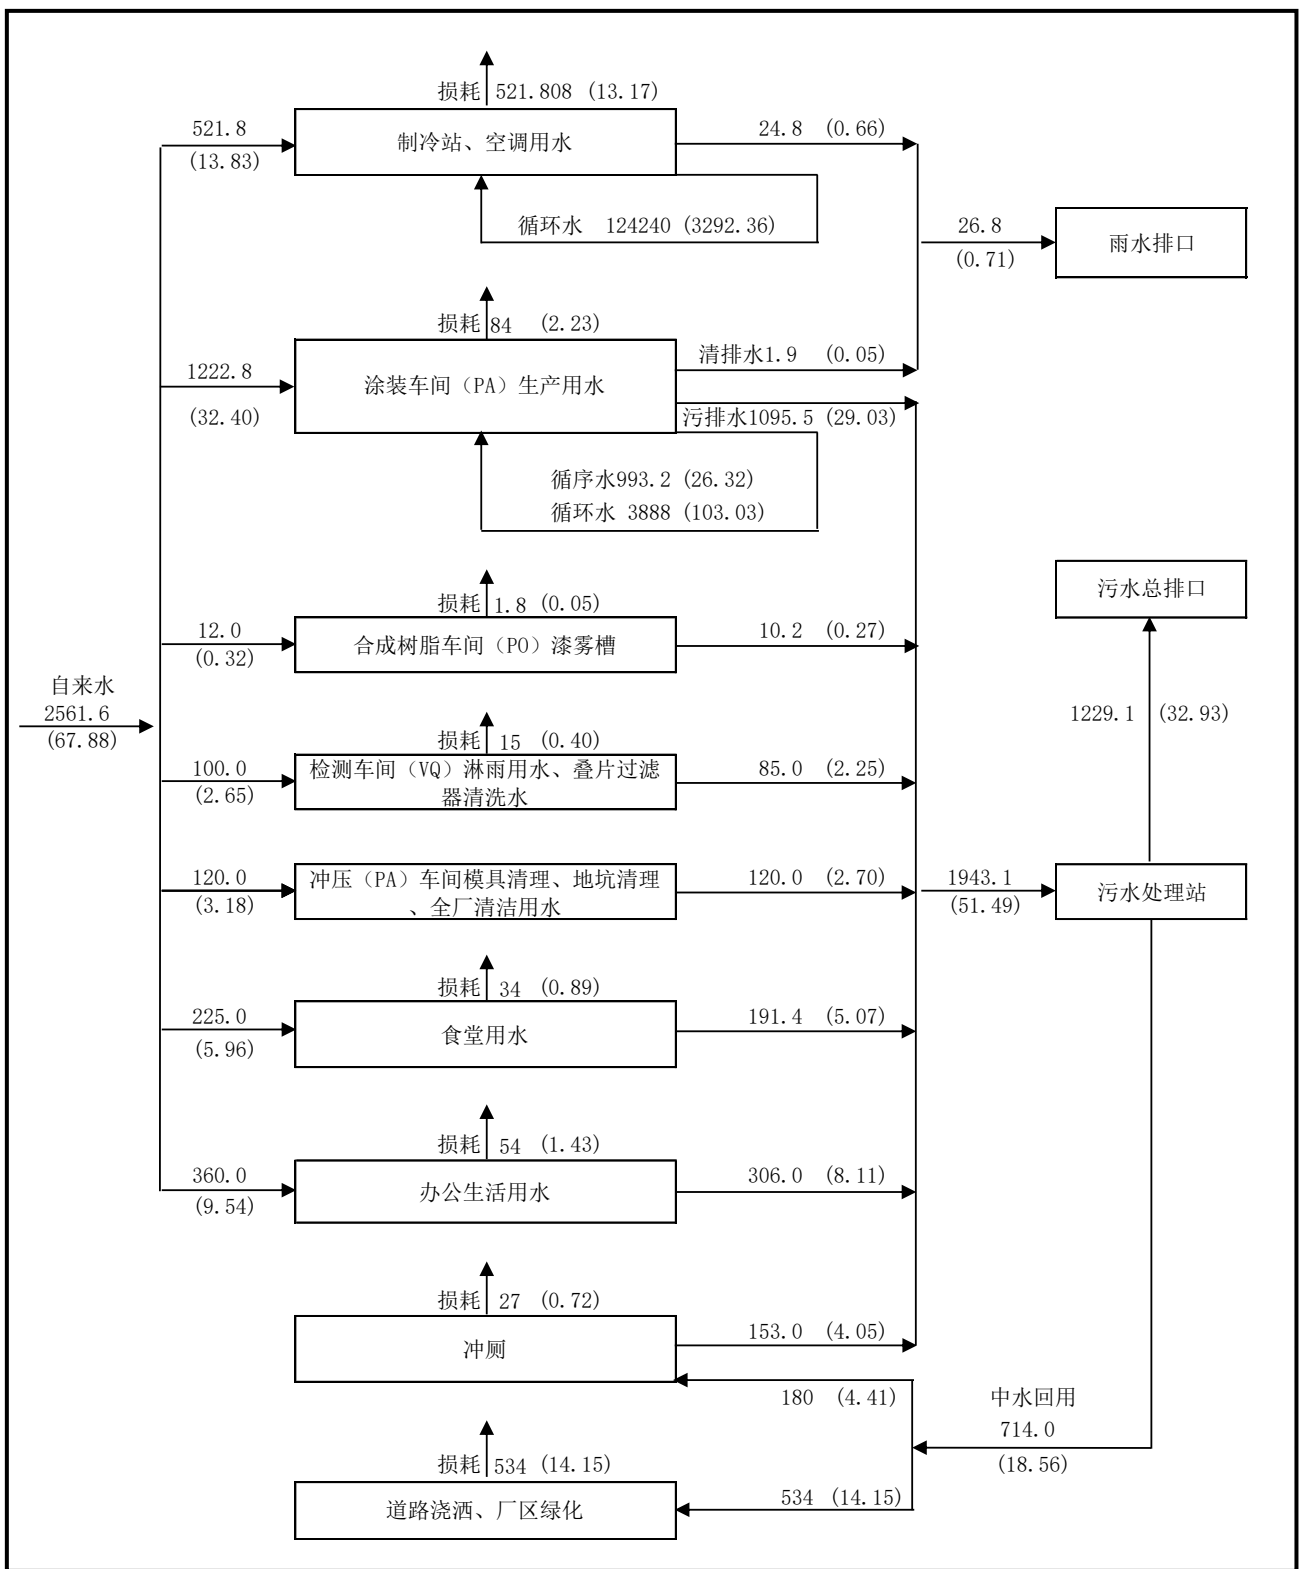 损耗 521.808 (13.17)
521.8
(13.83)
制冷站、空调用水
24.8 (0.66)
循环水 124240 (3292.36)
26.8
(0.71)
雨水排口
损耗 84 (2.23)
1222.8
(32.40)
涂装车间（PA）生产用水
清排水1.9 (0.05)
污排水1095.5 (29.03)
循序水993.2 (26.32)
循环水 3888 (103.03)
损耗 1.8 (0.05)
12.0
(0.32)
合成树脂车间（PO）漆雾槽
10.2 (0.27)
污水总排口
1229.1 (32.93)
自来水
2561.6
(67.88)
损耗 15 (0.40)
100.0
(2.65)
检测车间（VQ）淋雨用水、叠片过滤
器清洗水
85.0 (2.25)
120.0
(3.18)
冲压（PA）车间模具清理、地坑清理
、全厂清洁用水
120.0 (2.70)
1943.1
(51.49)
污水处理站
损耗 34 (0.89)
225.0
(5.96)
食堂用水
191.4 (5.07)
损耗 54 (1.43)
360.0
(9.54)
办公生活用水
306.0 (8.11)
损耗 27 (0.72)
冲厕
153.0 (4.05)
180 (4.41)
中水回用
714.0
(18.56)
损耗 534 (14.15)
道路浇洒、厂区绿化
534 (14.15)